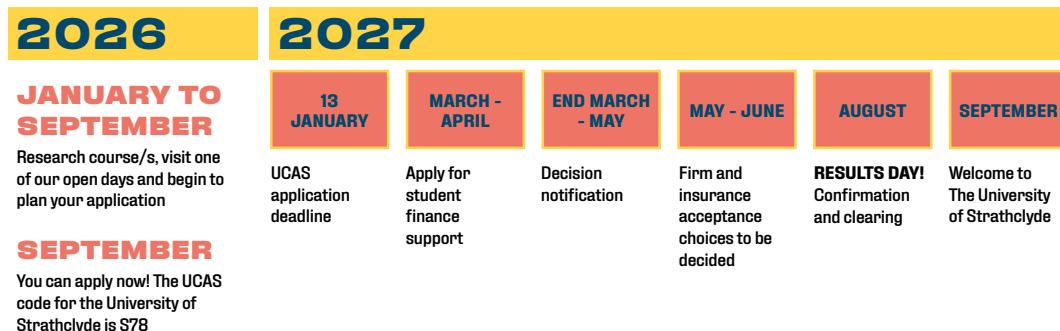 2026
JANUARY TO
SEPTEMBER
Research course/s, visit one
of our open days and begin to
plan your application
SEPTEMBER
You can apply now! The UCAS
code for the University of
Strathclyde is S78
2027
13
JANUARY
UCAS
application
deadline
MARCH -
APRIL
Apply for
student
finance
support
END MARCH
- MAY
Decision
notification
MAY - JUNE
Firm and
insurance
acceptance
choices to be
decided
AUGUST
RESULTS DAY!
Confirmation
and clearing
SEPTEMBER
Welcome to
The University
of Strathclyde